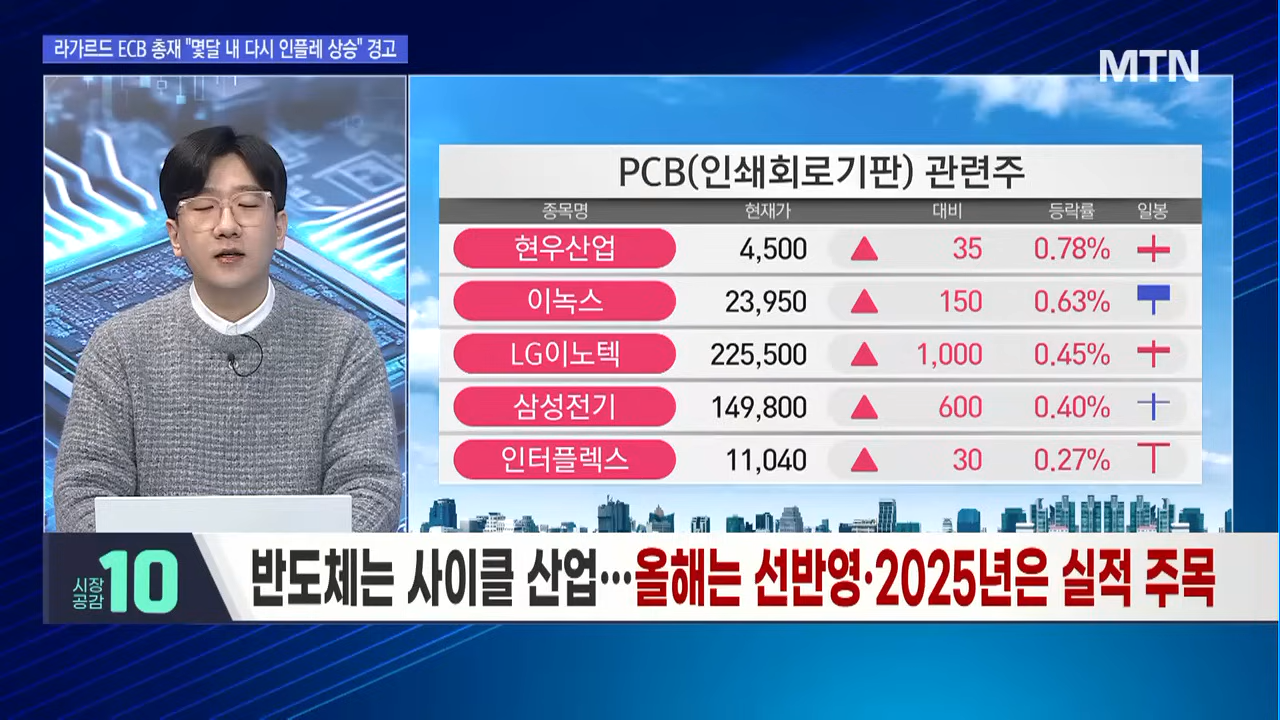 라가르드 ECB 총재 "몇달 내 다시 인플레 상승" 경고
MTN
PCB(인쇄회로기판) 관련주
종목명 현재가 대비 등락률 일봉
현우산업 4,500 ▲ 35 0.78%
이녹스 23,950 ▲ 150 0.63%
LG이노텍 225,500 ▲ 1,000 0.45%
삼성전기 149,800 ▲ 600 0.40%
인터플렉스 11,040 ▲ 30 0.27%
시장공감 10
반도체는 사이클 산업…올해는 선반영·2025년은 실적 주목